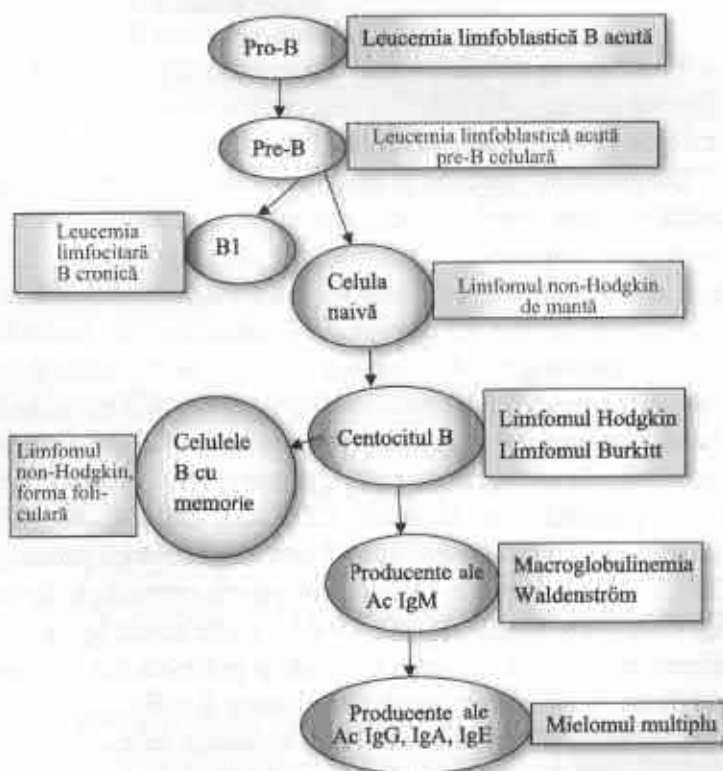 Pro-B
Leucemia limfoblastică B acută
Pre-B
Leucemia limfoblastică acută
pre-B celulară
Leucemia
limfocitară
B cronică
B1
Celula
naivă
Limfomul non-Hodgkin
de mantă
Limfomul
non-Hodgkin,
forma foli-
culară
Celulele
B cu
memorie
Centocitul B
Limfomul Hodgkin
Limfomul Burkitt
Producente ale
Ac IgM
Macroglobulinemia
Waldenström
Producente ale
Ac IgG, IgA, IgE
Mielomul multiplu